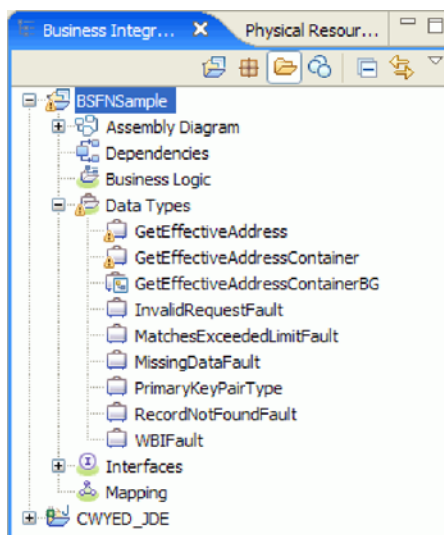 Business Integr... Physical Resour...
BSFNSample
Assembly Diagram
Dependencies
Business Logic
Data Types
GetEffectiveAddress
GetEffectiveAddressContainer
GetEffectiveAddressContainerBG
InvalidRequestFault
MatchesExceededLimitFault
MissingDataFault
PrimaryKeyPairType
RecordNotFoundFault
WBIFault
Interfaces
Mapping
CWYED_JDE